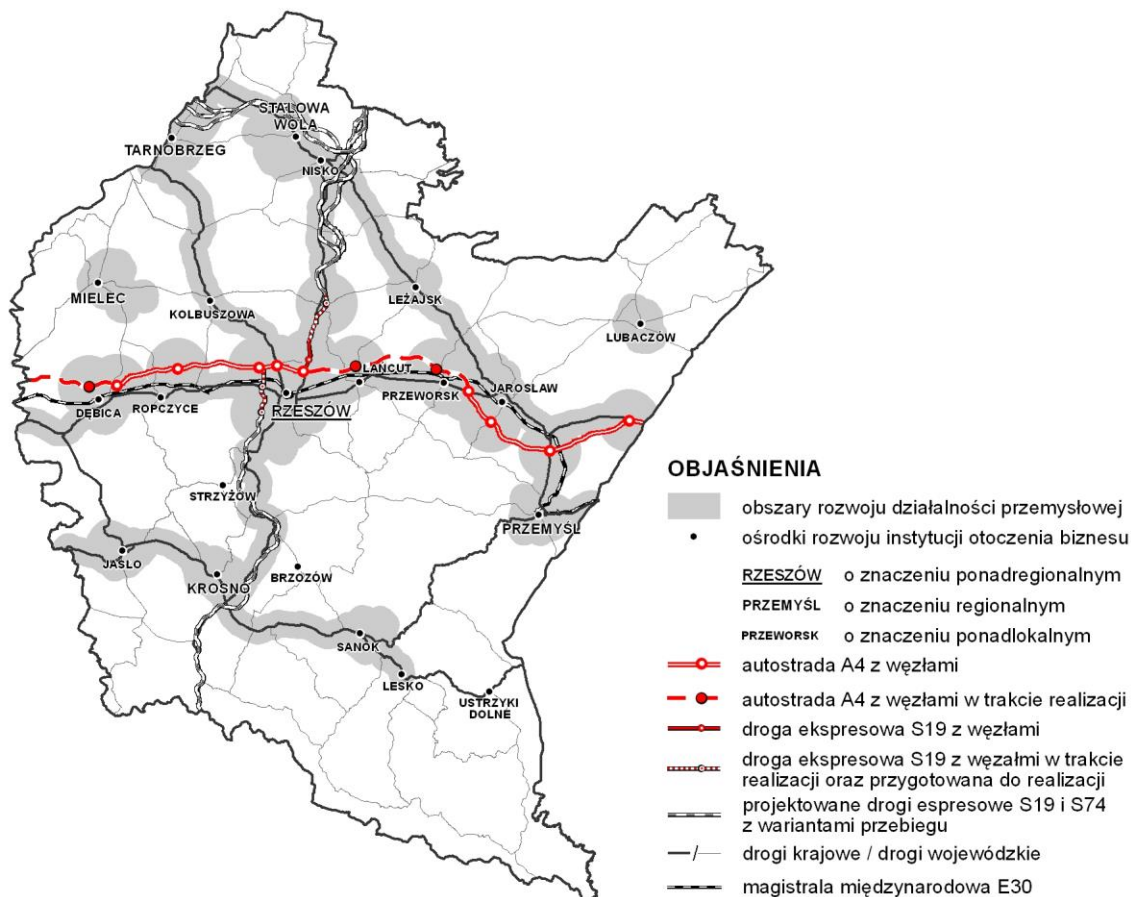 STALOWA
WOLA
TARNOBRZEG
NISKO
MIELEC
LEŻAJSK
KOLBUSZOWA
LUBACZÓW
ŁANCUT
JAROSLAW
PRZEWORSK
DĘBICA
ROPCZYCE
RZESZÓW
STRZYŻÓW
PRZEMYŚL
JASŁO
BRZOZÓW
KROSNO
SANOK
LESKO
USTRZYKI
DOLNE
OBJAŚNIENIA
obszary rozwoju działalności przemysłowej
ośrodki rozwoju instytucji otoczenia biznesu
RZESZÓW o znaczeniu ponadregionalnym
PRZEMYŚL o znaczeniu regionalnym
PRZEWORSK o znaczeniu ponadlokalnym
autostrada A4 z węzłami
autostrada A4 z węzłami w trakcie realizacji
droga ekspresowa S19 z węzłami
droga ekspresowa S19 z węzałmi w trakcie
realizacji oraz przygotowana do realizacji
projektowane drogi espresowe S19 i S74
z wariantami przebiegu
drogi krajowe / drogi wojewódzkie
magistrala międzynarodowa E30